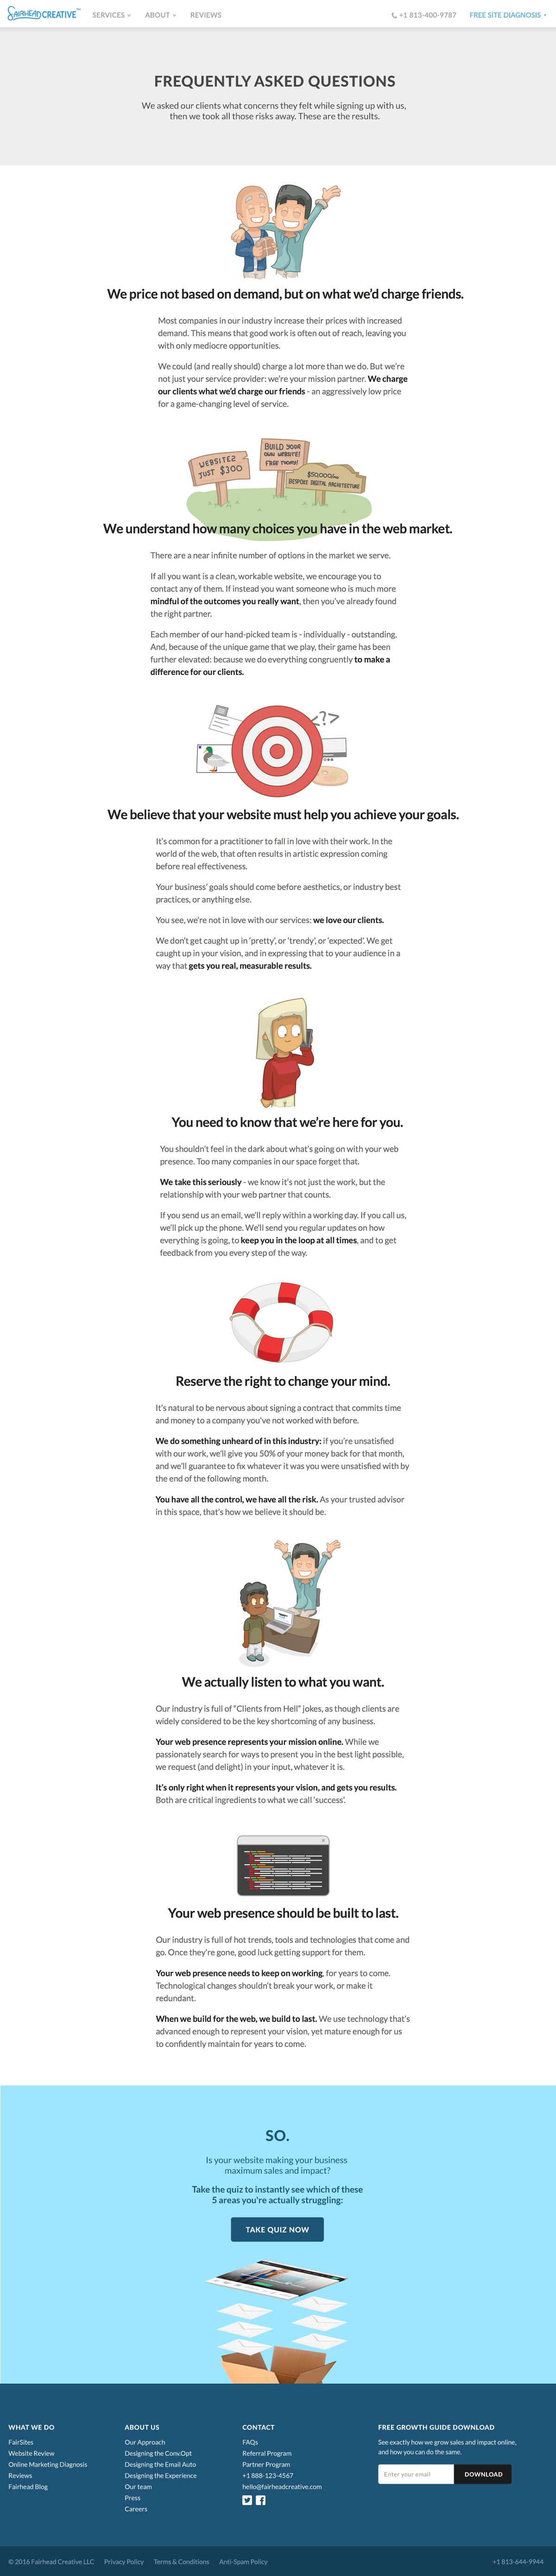 FAIRHEAD CREATIVE™ SERVICES ABOUT REVIEWS +1 813-400-9787 FREE SITE DIAGNOSIS
FREQUENTLY ASKED QUESTIONS
We asked our clients what concerns they felt while signing up with us,
then we took all those risks away. These are the results.
We price not based on demand, but on what we’d charge friends.
Most companies in our industry increase their prices with increased
demand. This means that good work is often out of reach, leaving you
with only mediocre opportunities.
We could (and really should) charge a lot more than we do. But we’re
not just your service provider: we’re your mission partner. We charge
our clients what we’d charge our friends - an aggressively low price
for a game-changing level of service.
WEBSITES
JUST $300
BUILD YOUR
OWN WEBSITE!
FREE TODAY!
$50,000/mo
BESPOKE DIGITAL ARCHITECTURE
We understand how many choices you have in the web market.
There are a near infinite number of options in the market we serve.
If all you want is a clean, workable website, we encourage you to
contact any of them. If instead you want someone who is much more
mindful of the outcomes you really want, then you’ve already found
the right partner.
Each member of our hand-picked team is - individually - outstanding.
And, because of the unique game that we play, their game has been
further elevated: because we do everything congruently to make a
difference for our clients.
<?>
We believe that your website must help you achieve your goals.
It’s common for a practitioner to fall in love with their work. In the
world of the web, that often results in artistic expression coming
before real effectiveness.
Your business’ goals should come before aesthetics, or industry best
practices, or anything else.
You see, we’re not in love with our services: we love our clients.
We don’t get caught up in ‘pretty’, or ‘trendy’, or ‘expected’. We get
caught up in your vision, and in expressing that to your audience in a
way that gets you real, measurable results.
You need to know that we’re here for you.
You shouldn’t feel in the dark about what’s going on with your web
presence. Too many companies in our space forget that.
We take this seriously - we know it’s not just the work, but the
relationship with your web partner that counts.
If you send us an email, we’ll reply within a working day. If you call us,
we’ll pick up the phone. We’ll send you regular updates on how
everything is going, to keep you in the loop at all times, and to get
feedback from you every step of the way.
Reserve the right to change your mind.
It’s natural to be nervous about signing a contract that commits time
and money to a company you’ve not worked with before.
We do something unheard of in this industry: if you’re unsatisfied
with our work, we’ll give you 50% of your money back for that month,
and we’ll guarantee to fix whatever it was you were unsatisfied with by
the end of the following month.
You have all the control, we have all the risk. As your trusted advisor
in this space, that’s how we believe it should be.
We actually listen to what you want.
Our industry is full of “Clients from Hell” jokes, as though clients are
widely considered to be the key shortcoming of any business.
Your web presence represents your mission online. While we
passionately search for ways to present you in the best light possible,
we request (and delight) in your input, whatever it is.
It’s only right when it represents your vision, and gets you results.
Both are critical ingredients to what we call ‘success’.
Your web presence should be built to last.
Our industry is full of hot trends, tools and technologies that come and
go. Once they’re gone, good luck getting support for them.
Your web presence needs to keep on working, for years to come.
Technological changes shouldn’t break your work, or make it
redundant.
When we build for the web, we build to last. We use technology that’s
advanced enough to represent your vision, yet mature enough for us
to confidently maintain for years to come.
SO.
Is your website making your business
maximum sales and impact?
Take the quiz to instantly see which of these
5 areas you’re actually struggling:
TAKE QUIZ NOW
WHAT WE DO
FairSites
Website Review
Online Marketing Diagnosis
Reviews
Fairhead Blog
ABOUT US
Our Approach
Designing the Conv.Opt
Designing the Email Auto
Designing the Experience
Our team
Press
Careers
CONTACT
FAQs
Referral Program
Partner Program
+1 888-123-4567
hello@fairheadcreative.com
FREE GROWTH GUIDE DOWNLOAD
See exactly how we grow sales and impact online,
and how you can do the same.
Enter your email DOWNLOAD
© 2016 Fairhead Creative LLC Privacy Policy Terms & Conditions Anti-Spam Policy +1 813-644-9944